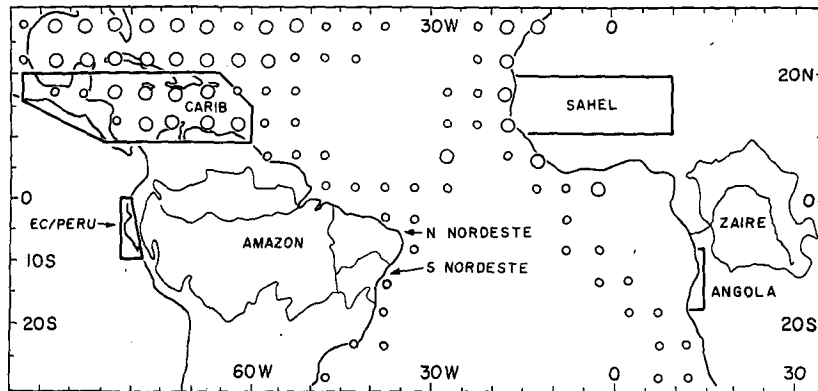 30W 30
20N
CARIB SAHEL
0 0
EC/PERU AMAZON N NORDESTE ZAIRE
10S S NORDESTE ANGOLA
20S 20S
60W 30W 0